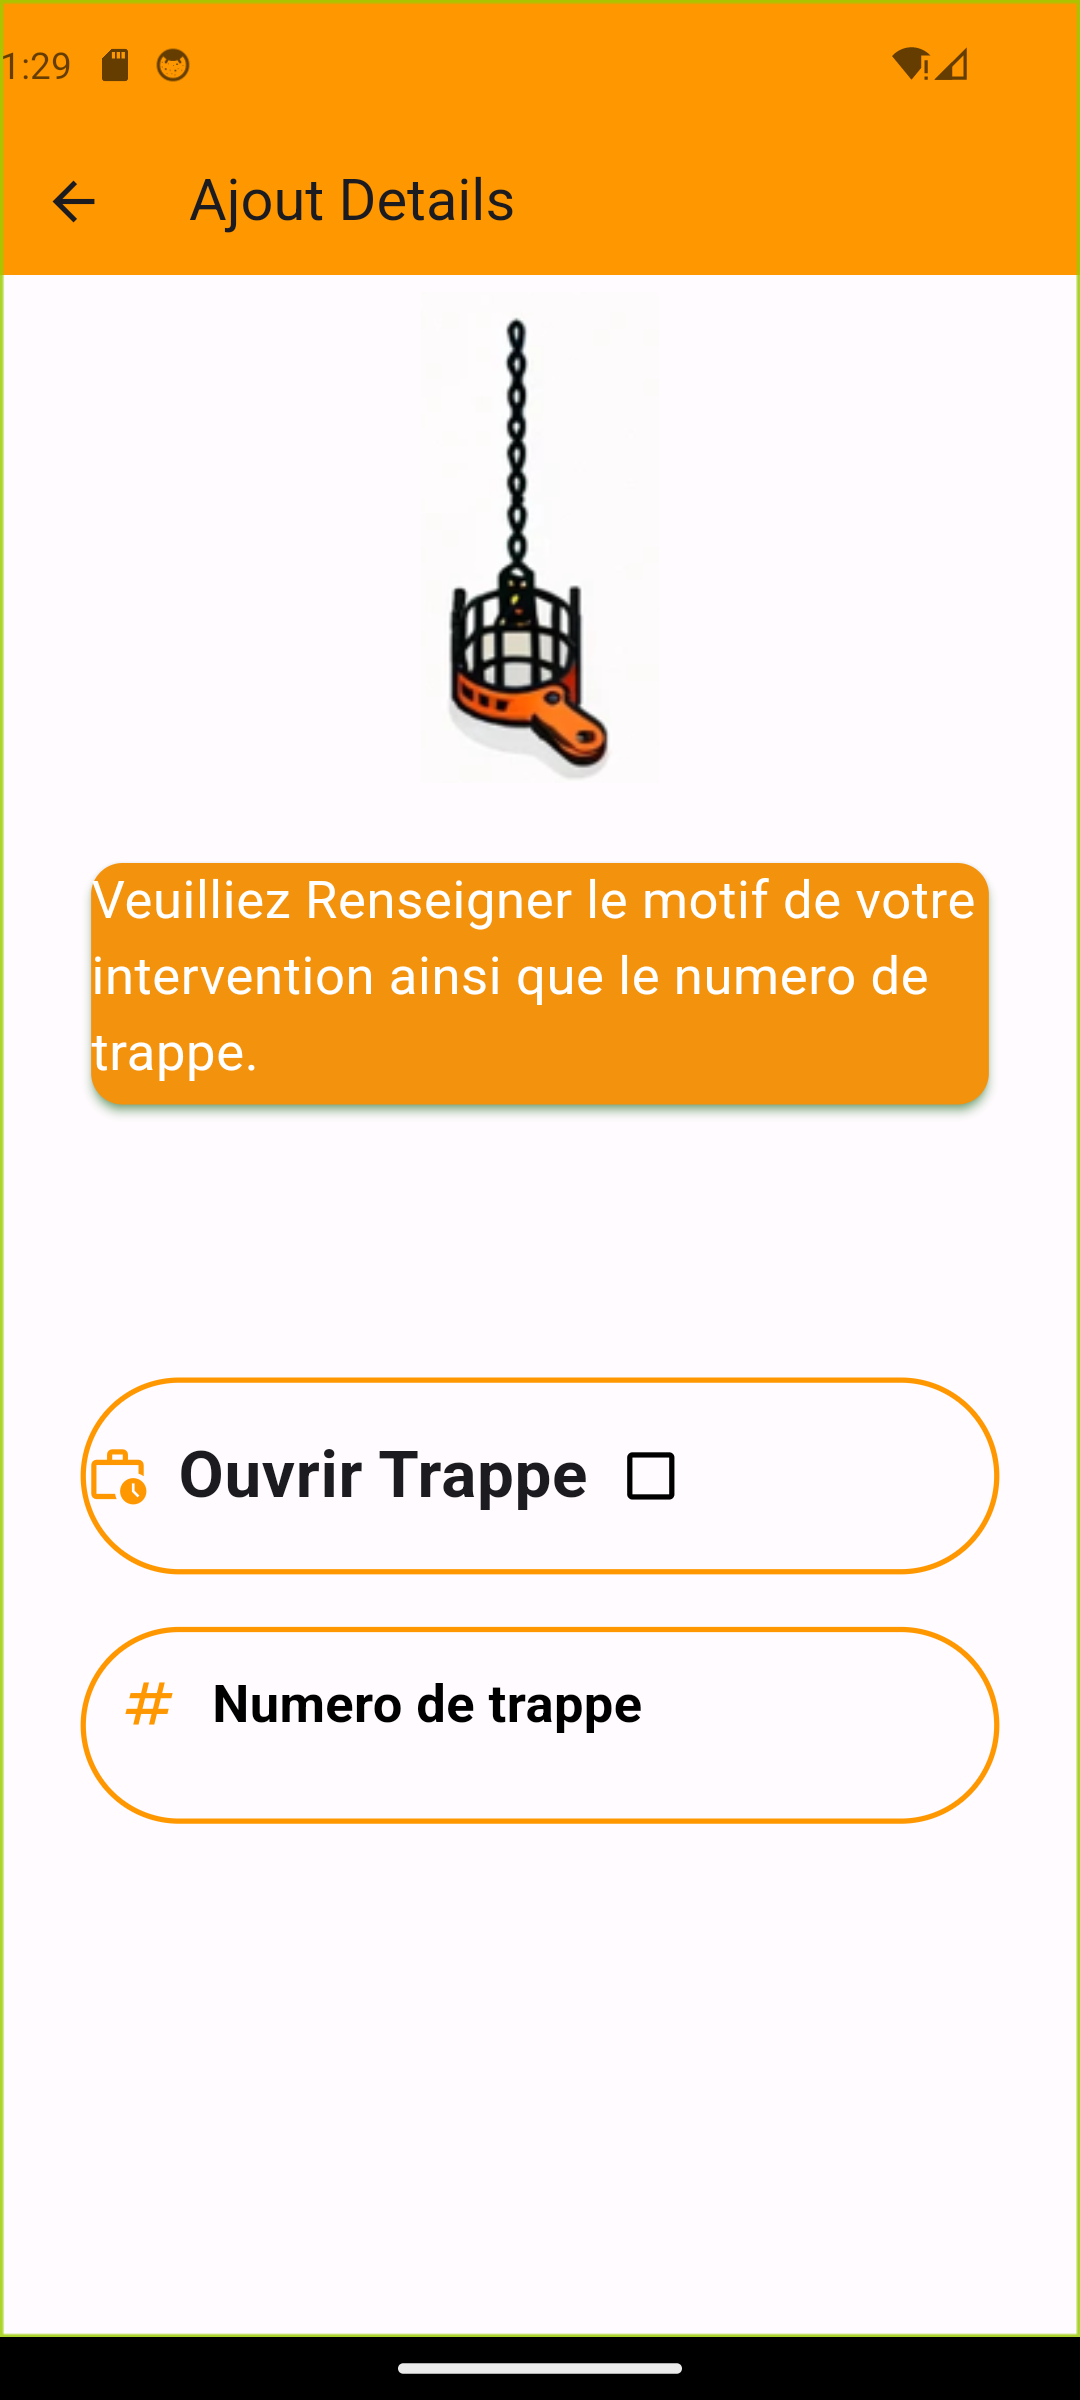 1:29
Ajout Details
Veuilliez Renseigner le motif de votre
intervention ainsi que le numero de
trappe.
Ouvrir Trappe
# Numero de trappe